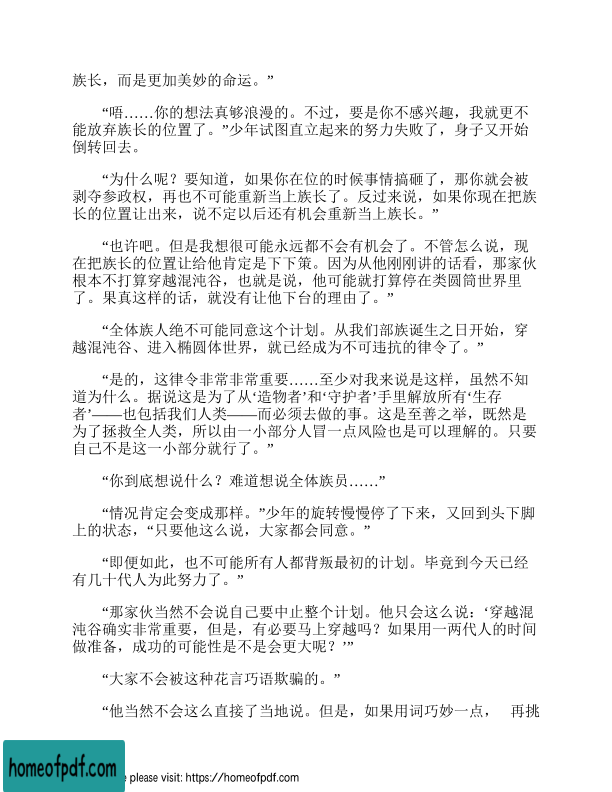 族长，而是更加美妙的命运。”
“唔……你的想法真够浪漫的。不过，要是你不感兴趣，我就更不
能放弃族长的位置了。”少年试图直立起来的努力失败了，身子又开始
倒转回去。
“为什么呢？要知道，如果你在位的时候事情搞砸了，那你就会被
剥夺参政权，再也不可能重新当上族长了。反过来说，如果你现在把族
长的位置让出来，说不定以后还有机会重新当上族长。”
“也许吧。但是我想很可能永远都不会有机会了。不管怎么说，现
在把族长的位置让给他肯定是下下策。因为从他刚刚讲的话看，那家伙
根本不打算穿越混沌谷，也就是说，他可能就打算停在类圆筒世界里
了。果真这样的话，就没有让他下台的理由了。”
“全体族人绝不可能同意这个计划。从我们部族诞生之日开始，穿
越混沌谷、进入椭圆体世界，就已经成为不可违抗的律令了。”
“是的，这律令非常非常重要……至少对我来说是这样，虽然不知
道为什么。据说这是为了从‘造物者’和‘守护者’手里解放所有‘生存
者’——也包括我们人类——而必须去做的事。这是至善之举，既然是
为了拯救全人类，所以由一小部分人冒一点风险也是可以理解的。只要
自己不是这一小部分就行了。”
“你到底想说什么？难道想说全体族员……”
“情况肯定会变成那样。”少年的旋转慢慢停了下来，又回到头下脚
上的状态，“只要他这么说，大家都会同意。”
“即便如此，也不可能所有人都背叛最初的计划。毕竟到今天已经
有几十代人为此努力了。”
“那家伙当然不会说自己要中止整个计划。他只会这么说：‘穿越混
沌谷确实非常重要，但是，有必要马上穿越吗？如果用一两代人的时间
做准备，成功的可能性是不是会更大呢？’”
“大家不会被这种花言巧语欺骗的。”
“他当然不会这么直接了当地说。但是，如果用词巧妙一点， 再挑
homeofpdf.com
e please visit: https://homeofpdf.com